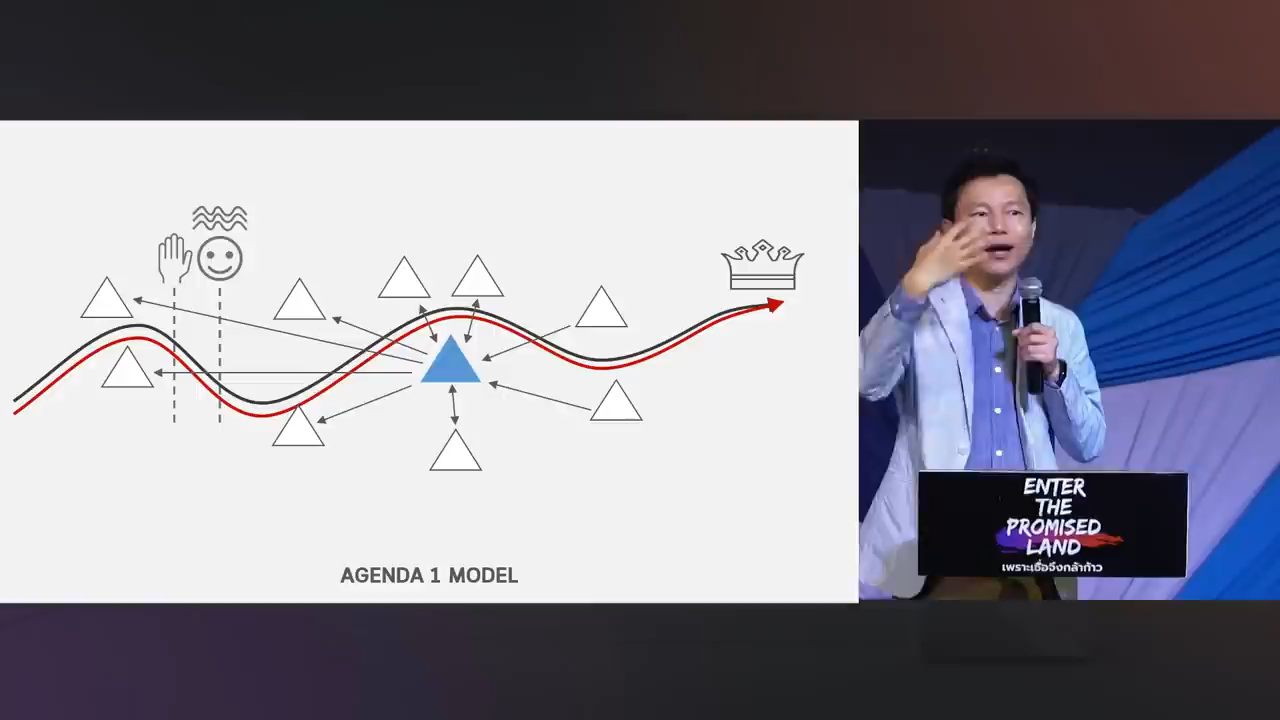 AGENDA 1 MODEL
ENTER
THE
PROMISED
LAND
เพราะเชื่อจึงกล้าก้าว